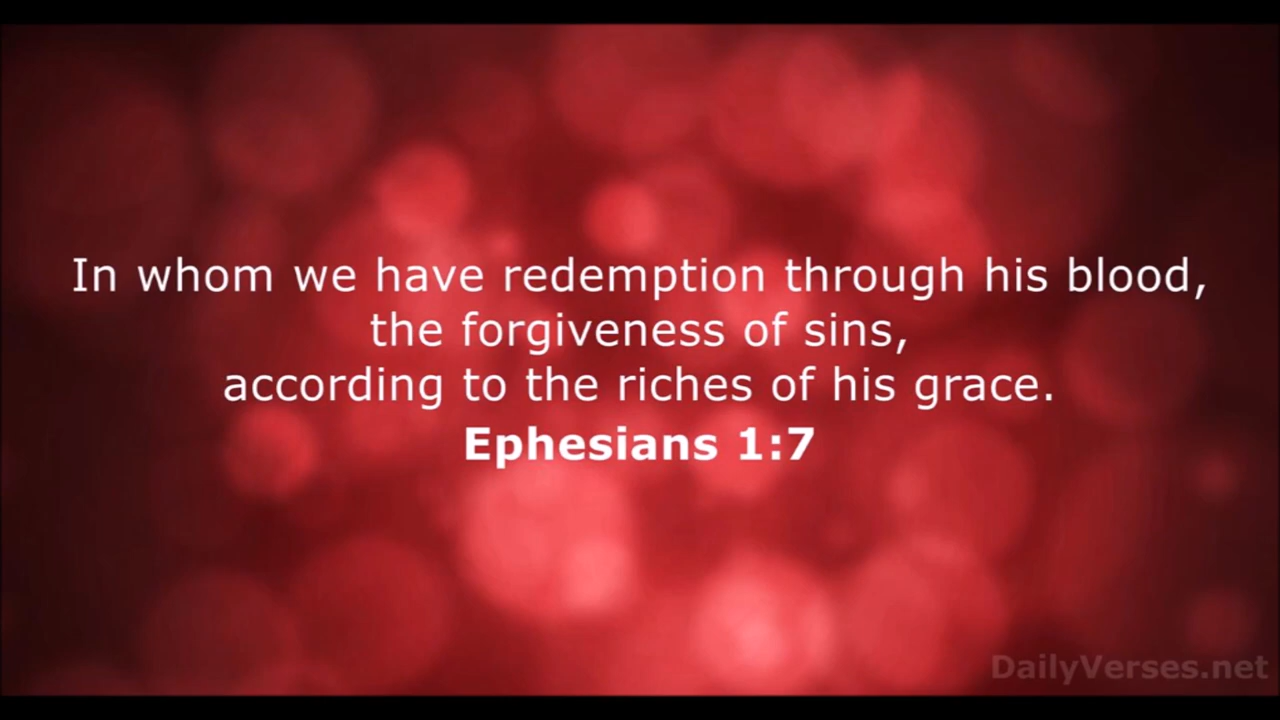 In whom we have redemption through his blood,
the forgiveness of sins,
according to the riches of his grace.
Ephesians 1:7
DailyVerses.net